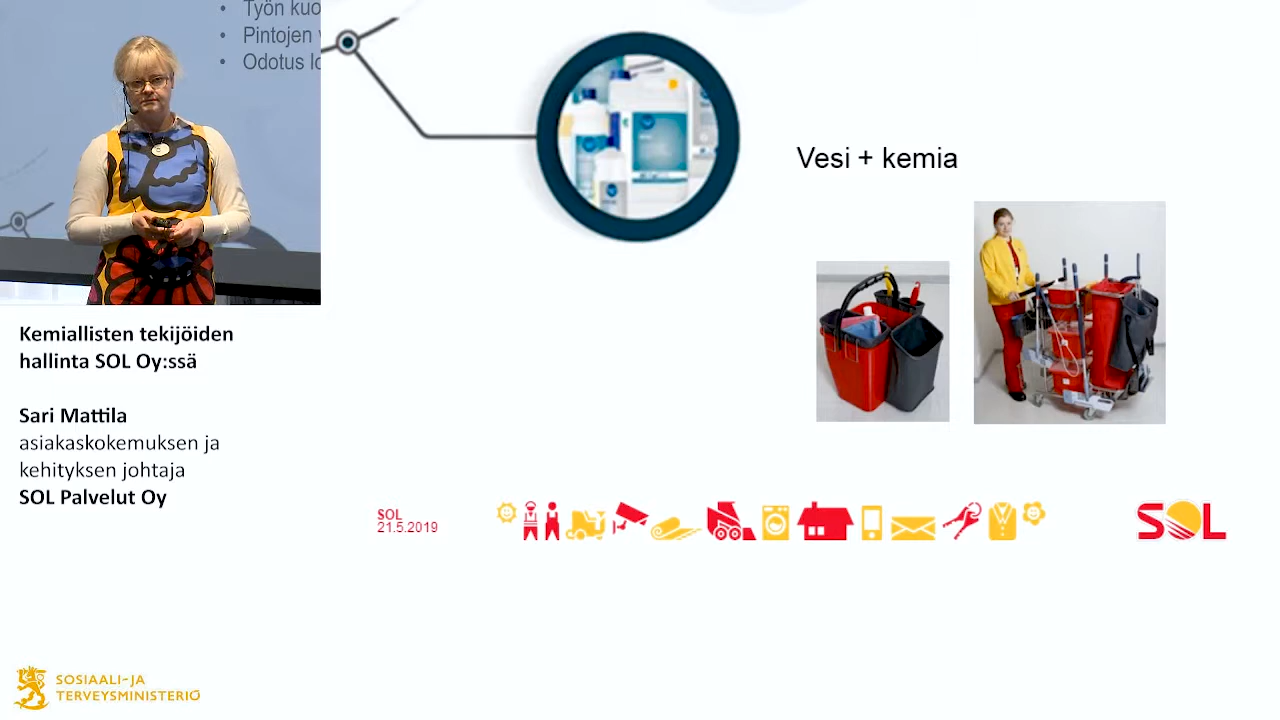 Työn kuo
Pintojen
Odotus lo
Vesi + kemia
Kemiallisten tekijöiden
hallinta SOL Oy:ssä
Sari Mattila
asiakaskokemuksen ja
kehityksen johtaja
SOL Palvelut Oy
SOL
21.5.2019
SOL
SOSIAALI- JA
TERVEYSMINISTERIÖ